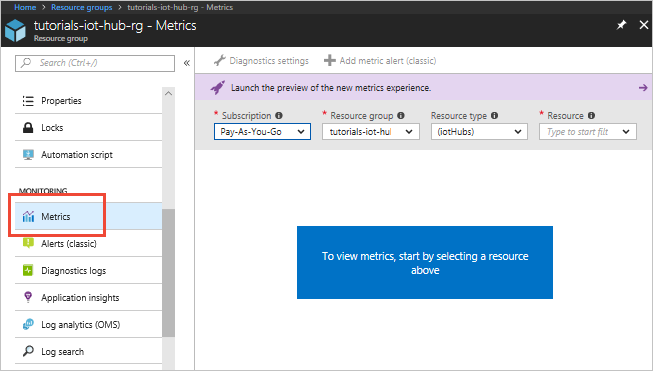 Home > Resource groups > tutorials-iot-hub-rg - Metrics
tutorials-iot-hub-rg - Metrics
Resource group
Search (Ctrl+/)
Properties
Locks
Automation script
MONITORING
Metrics
Alerts (classic)
Diagnostics logs
Application insights
Log analytics (OMS)
Log search
Diagnostics settings
Add metric alert (classic)
Launch the preview of the new metrics experience.
* Subscription
Pay-As-You-Go
* Resource group
tutorials-iot-hul
Resource type
(iotHubs)
* Resource
Type to start filt
To view metrics, start by selecting a resource
above